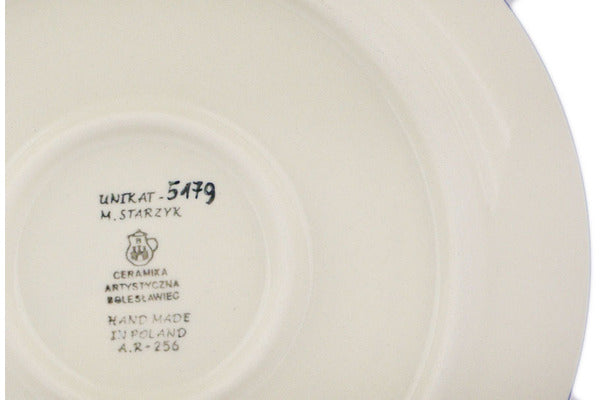 UNIKAT - 5179
M. STARZYK
CERAMIKA
ARTYSTYCZNA
BOLESŁAWIEC
HAND MADE
IN POLAND
A.R - 256